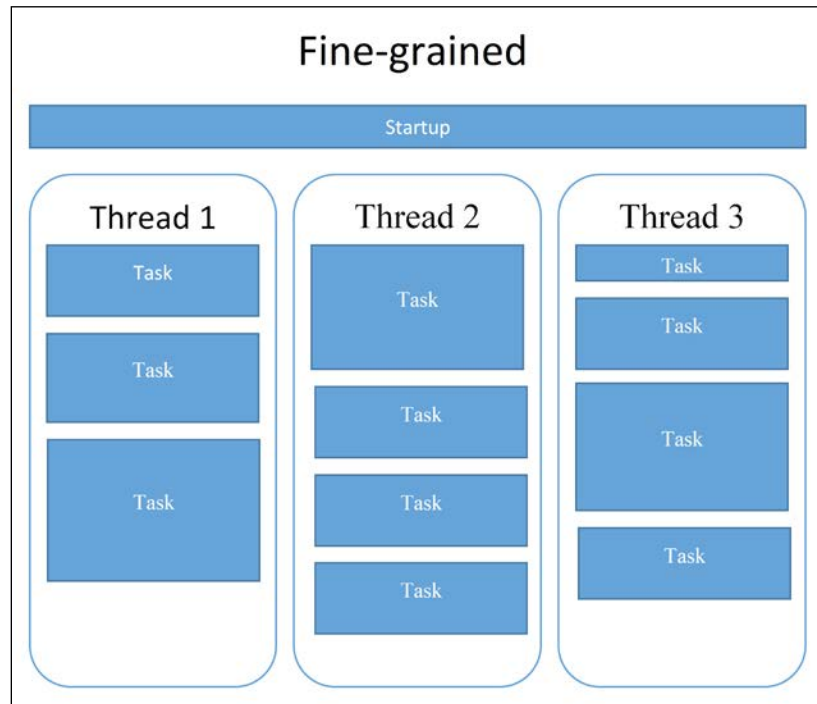 Fine-grained
Startup
Thread 1
Task
Task
Task
Thread 2
Task
Task
Task
Task
Thread 3
Task
Task
Task
Task